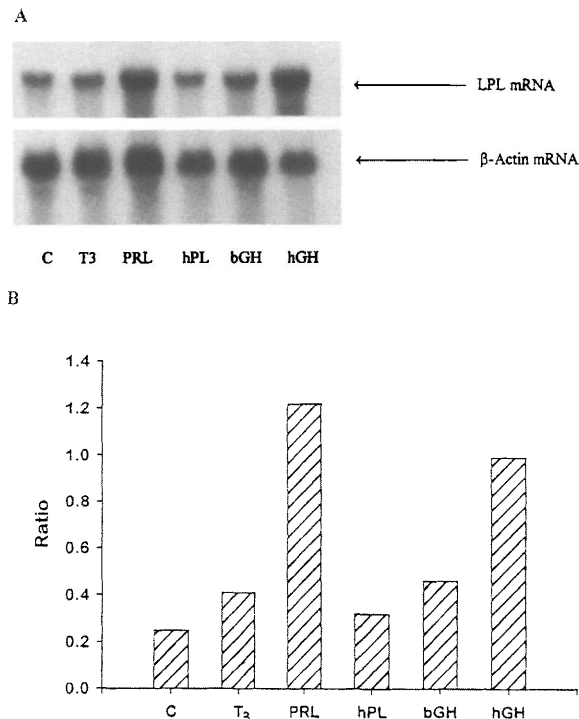 A
LPL mRNA
β-Actin mRNA
C T3 PRL hPL bGH hGH
B
1.4
1.2
1.0
0.8
0.6
0.4
0.2
0.0
Ratio
C T3 PRL hPL bGH hGH